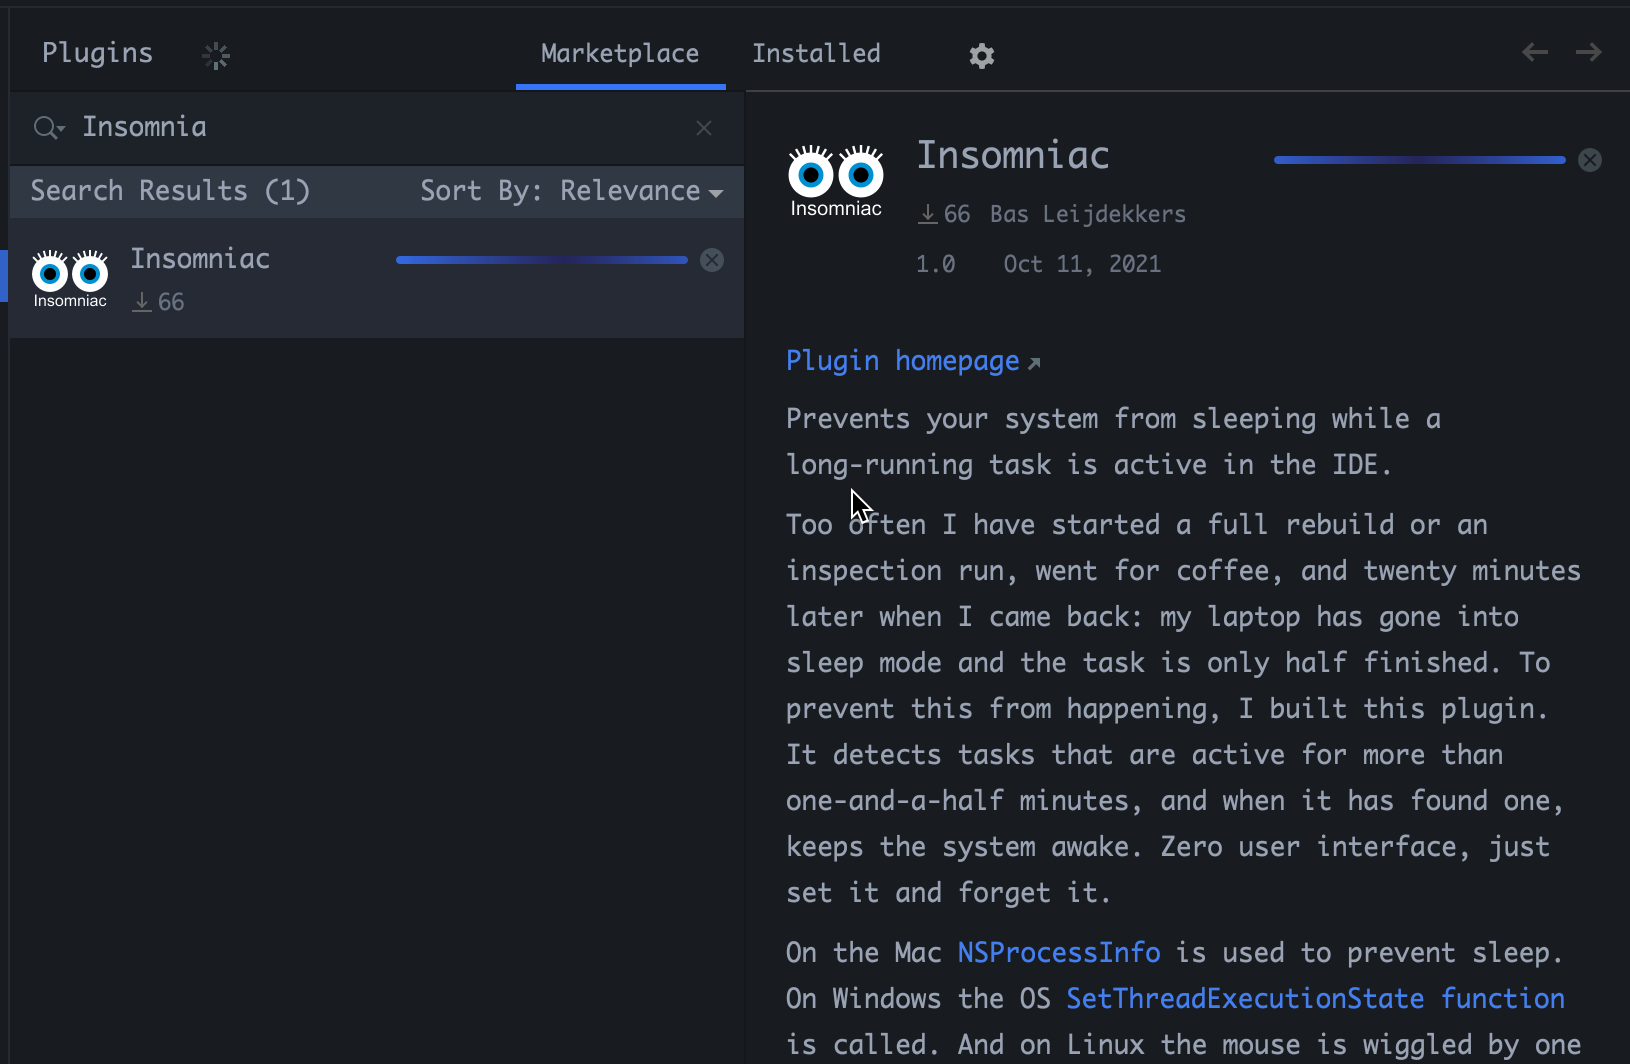 Plugins
Marketplace
Installed
Insomnia
Search Results (1)
Sort By: Relevance
Insomniac
Insomniac
66
Insomniac
Insomniac
66 Bas Leijdekkers
1.0 Oct 11, 2021
Plugin homepage
Prevents your system from sleeping while a
long-running task is active in the IDE.
Too often I have started a full rebuild or an
inspection run, went for coffee, and twenty minutes
later when I came back: my laptop has gone into
sleep mode and the task is only half finished. To
prevent this from happening, I built this plugin.
It detects tasks that are active for more than
one-and-a-half minutes, and when it has found one,
keeps the system awake. Zero user interface, just
set it and forget it.
On the Mac NSProcessInfo is used to prevent sleep.
On Windows the OS SetThreadExecutionState function
is called. And on Linux the mouse is wiggled by one